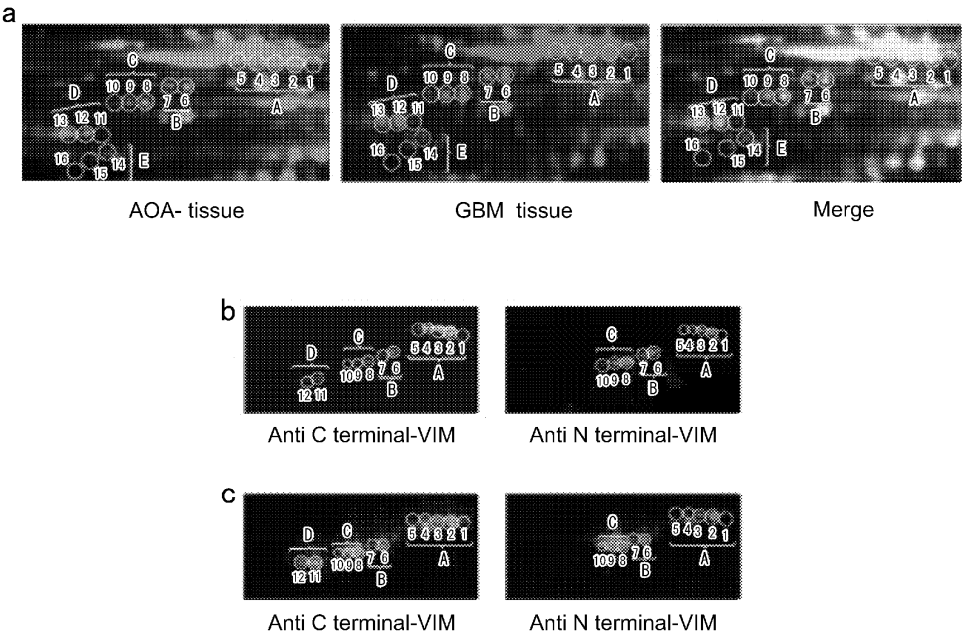 a
C
10 9 8
5 4 3 2 1
D
7 6
A
13 12 11
B
16
14
E
15
C
10 9 8
5 4 3 2 1
D
7 6
A
13 12 11
B
16
14
E
15
C
10 9 8
5 4 3 2 1
D
7 6
A
13 12 11
B
16
14
E
15
AOA- tissue
GBM tissue
Merge
b
C
D
5 4 3 2 1
7 6
A
10 9 8
B
12 11
C
5 4 3 2 1
7 6
A
10 9 8
B
Anti C terminal-VIM
Anti N terminal-VIM
c
D
C
5 4 3 2 1
7 6
A
10 9 8
12 11
B
C
5 4 3 2 1
7 6
A
10 9 8
B
Anti C terminal-VIM
Anti N terminal-VIM